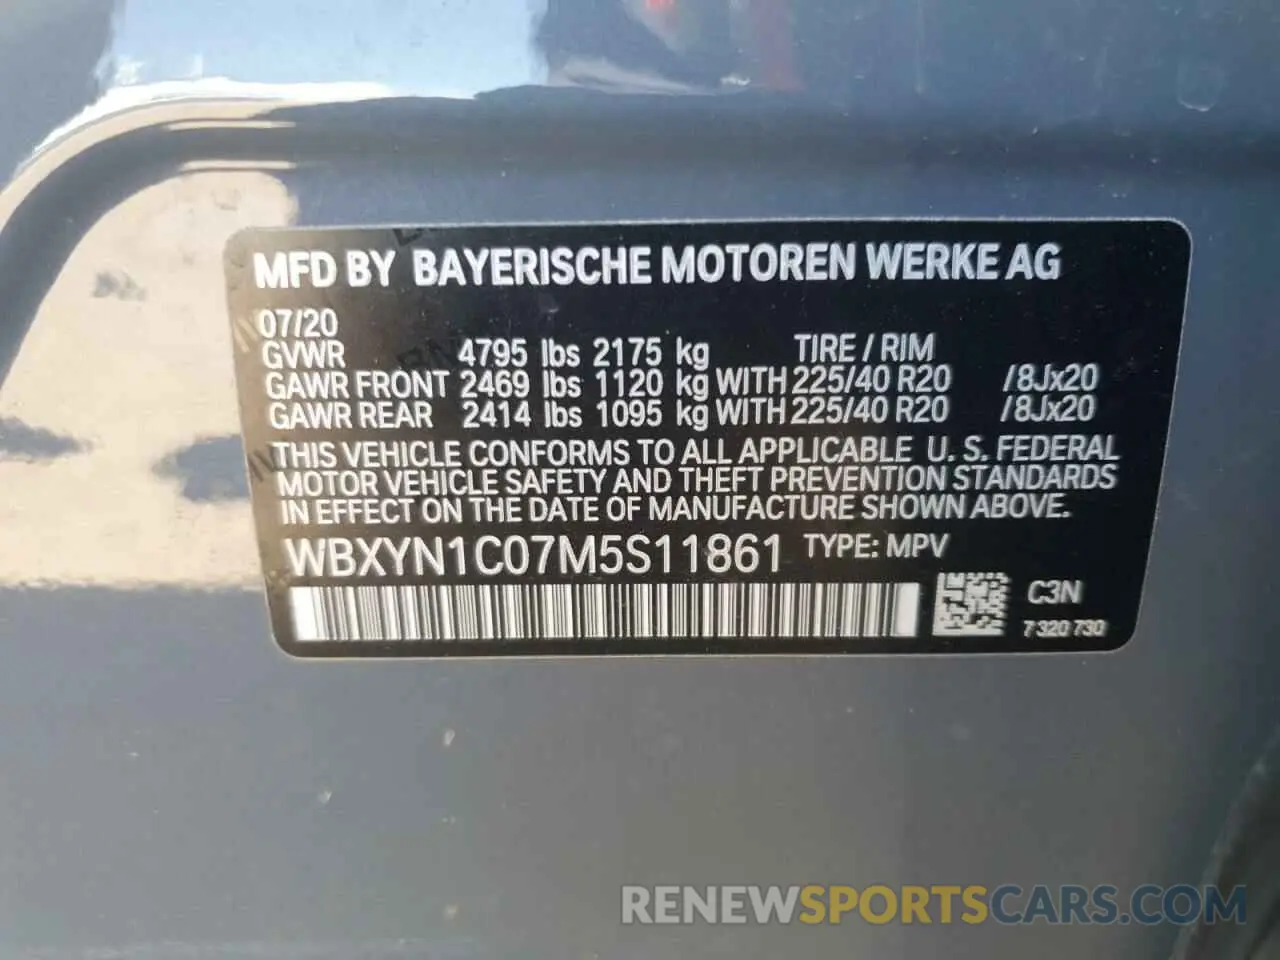 MFD BY BAYERISCHE MOTOREN WERKE AG
07/20
GVWR 4795 lbs 2175 kg TIRE / RIM
GAWR FRONT 2469 lbs 1120 kg WITH 225/40 R20 /8Jx20
GAWR REAR 2414 lbs 1095 kg WITH 225/40 R20 /8Jx20
THIS VEHICLE CONFORMS TO ALL APPLICABLE U. S. FEDERAL
MOTOR VEHICLE SAFETY AND THEFT PREVENTION STANDARDS
IN EFFECT ON THE DATE OF MANUFACTURE SHOWN ABOVE.
WBXYN1C07M5S11861 TYPE: MPV
C3N
7 320 730
RENEWSPORTSCARS.COM